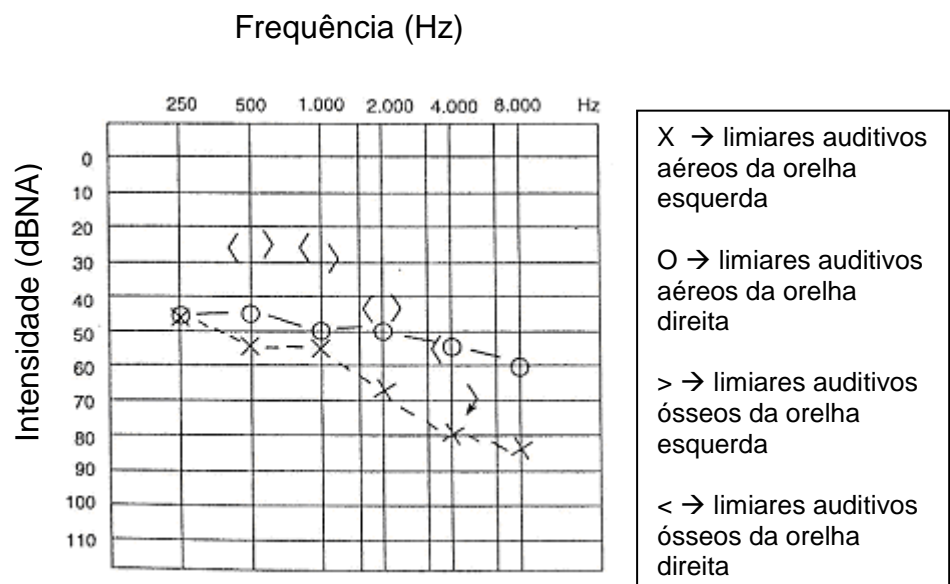 Frequência (Hz)
250 500 1.000 2.000 4.000 8.000 Hz
Intensidade (dBNA)
0
10
20
30
40
50
60
70
80
90
100
110
X → limiares auditivos
aéreos da orelha
esquerda
O → limiares auditivos
aéreos da orelha
direita
> → limiares auditivos
ósseos da orelha
esquerda
< → limiares auditivos
ósseos da orelha
direita